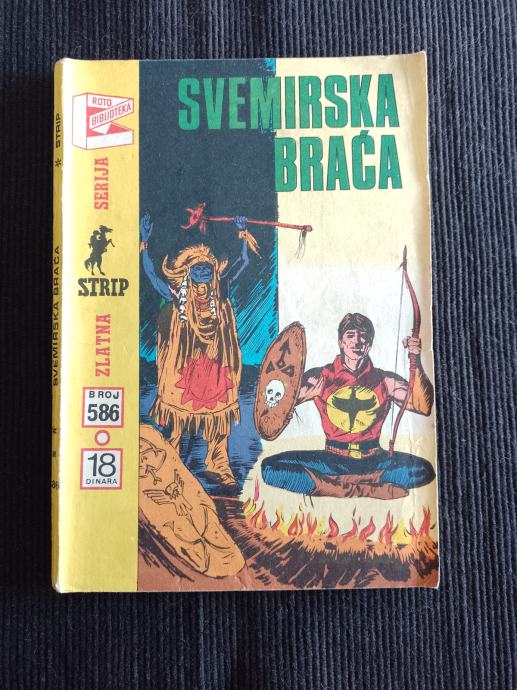 SVEMIRSKA
BRAĆA
ROTO
BIBLIOTEKA
ZLATNA SERIJA
STRIP
BROJ
586
18
DINARA
STRIP * SVEMIRSKA BRAĆA